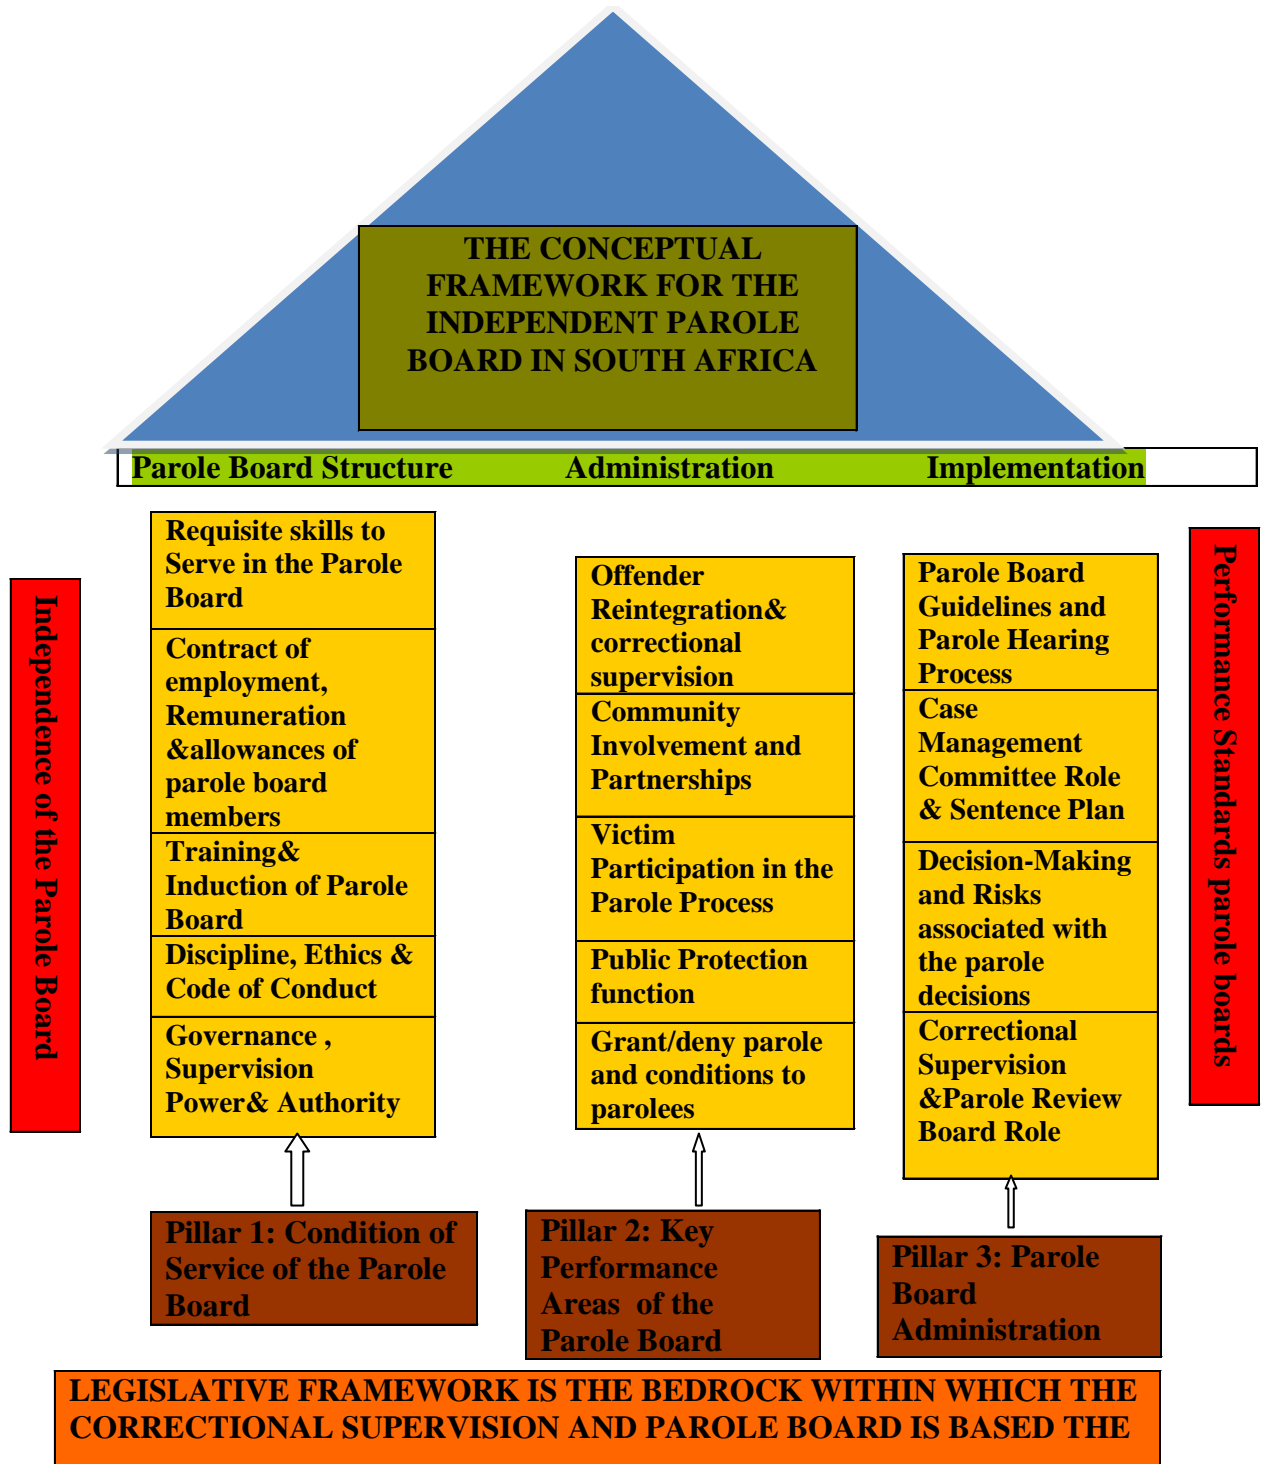 THE CONCEPTUAL
FRAMEWORK FOR THE
INDEPENDENT PAROLE
BOARD IN SOUTH AFRICA
Parole Board Structure Administration Implementation
Independence of the Parole Board
Requisite skills to
Serve in the Parole
Board
Contract of
employment,
Remuneration
&allowances of
parole board
members
Training&
Induction of Parole
Board
Discipline, Ethics &
Code of Conduct
Governance ,
Supervision
Power& Authority
Offender
Reintegration&
correctional
supervision
Community
Involvement and
Partnerships
Victim
Participation in the
Parole Process
Public Protection
function
Grant/deny parole
and conditions to
parolees
Parole Board
Guidelines and
Parole Hearing
Process
Case
Management
Committee Role
& Sentence Plan
Decision-Making
and Risks
associated with
the parole
decisions
Correctional
Supervision
&Parole Review
Board Role
Performance Standards parole boards
Pillar 1: Condition of
Service of the Parole
Board
Pillar 2: Key
Performance
Areas of the
Parole Board
Pillar 3: Parole
Board
Administration
LEGISLATIVE FRAMEWORK IS THE BEDROCK WITHIN WHICH THE
CORRECTIONAL SUPERVISION AND PAROLE BOARD IS BASED THE